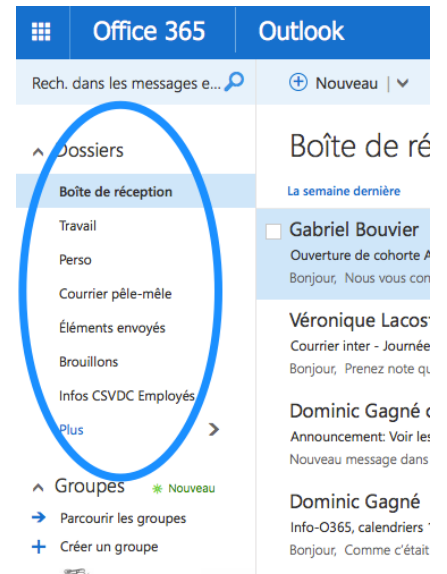 Office 365 Outlook
Rech. dans les messages e...
Nouveau
Dossiers
Boîte de réception
Travail
Perso
Courrier pêle-mêle
Éléments envoyés
Brouillons
Infos CSVDC Employés
Plus
Groupes Nouveau
Parcourir les groupes
Créer un groupe
Boîte de ré
La semaine dernière
Gabriel Bouvier
Ouverture de cohorte A
Bonjour, Nous vous con
Véronique Lacos
Courrier inter - Journée
Bonjour, Prenez note qu
Dominic Gagné
Announcement: Voir les
Nouveau message dans
Dominic Gagné
Info-O365, calendriers
Bonjour, Comme c'était